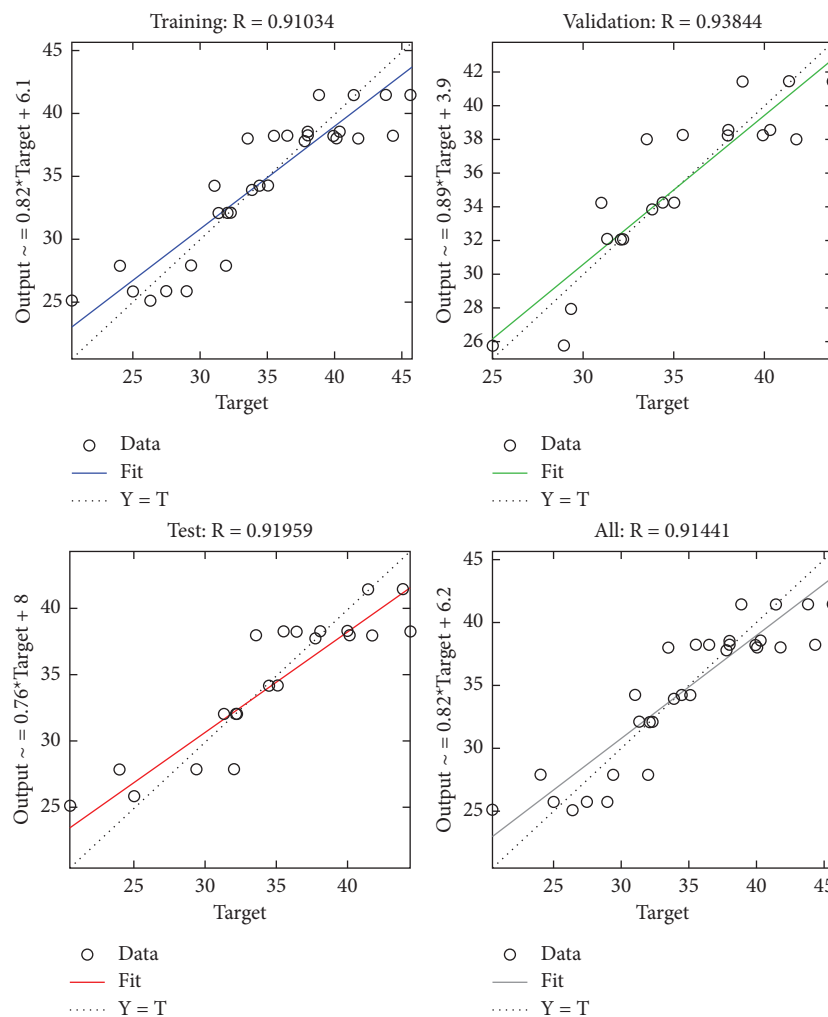 Training: R = 0.91034
Output ~ = 0.82*Target + 6.1
45
40
35
30
25
25
30
35
40
45
Target
Data
Fit
Y = T
Validation: R = 0.93844
Output ~ = 0.89*Target + 3.9
42
40
38
36
34
32
30
28
26
25
30
35
40
Target
Data
Fit
Y = T
Test: R = 0.91959
Output ~ = 0.76*Target + 8
40
35
30
25
25
30
35
40
Target
Data
Fit
Y = T
All: R = 0.91441
Output ~ = 0.82*Target + 6.2
45
40
35
30
25
25
30
35
40
45
Target
Data
Fit
Y = T